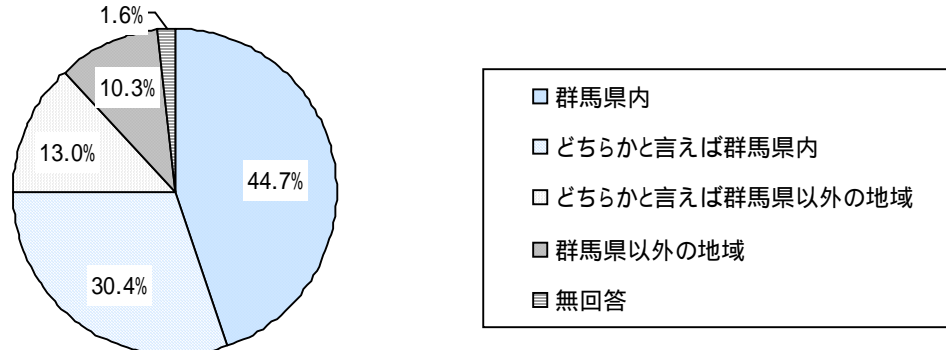 1.6%
10.3%
13.0%
44.7%
30.4%
群馬県内
どちらかと言えば群馬県内
どちらかと言えば群馬県以外の地域
群馬県以外の地域
無回答